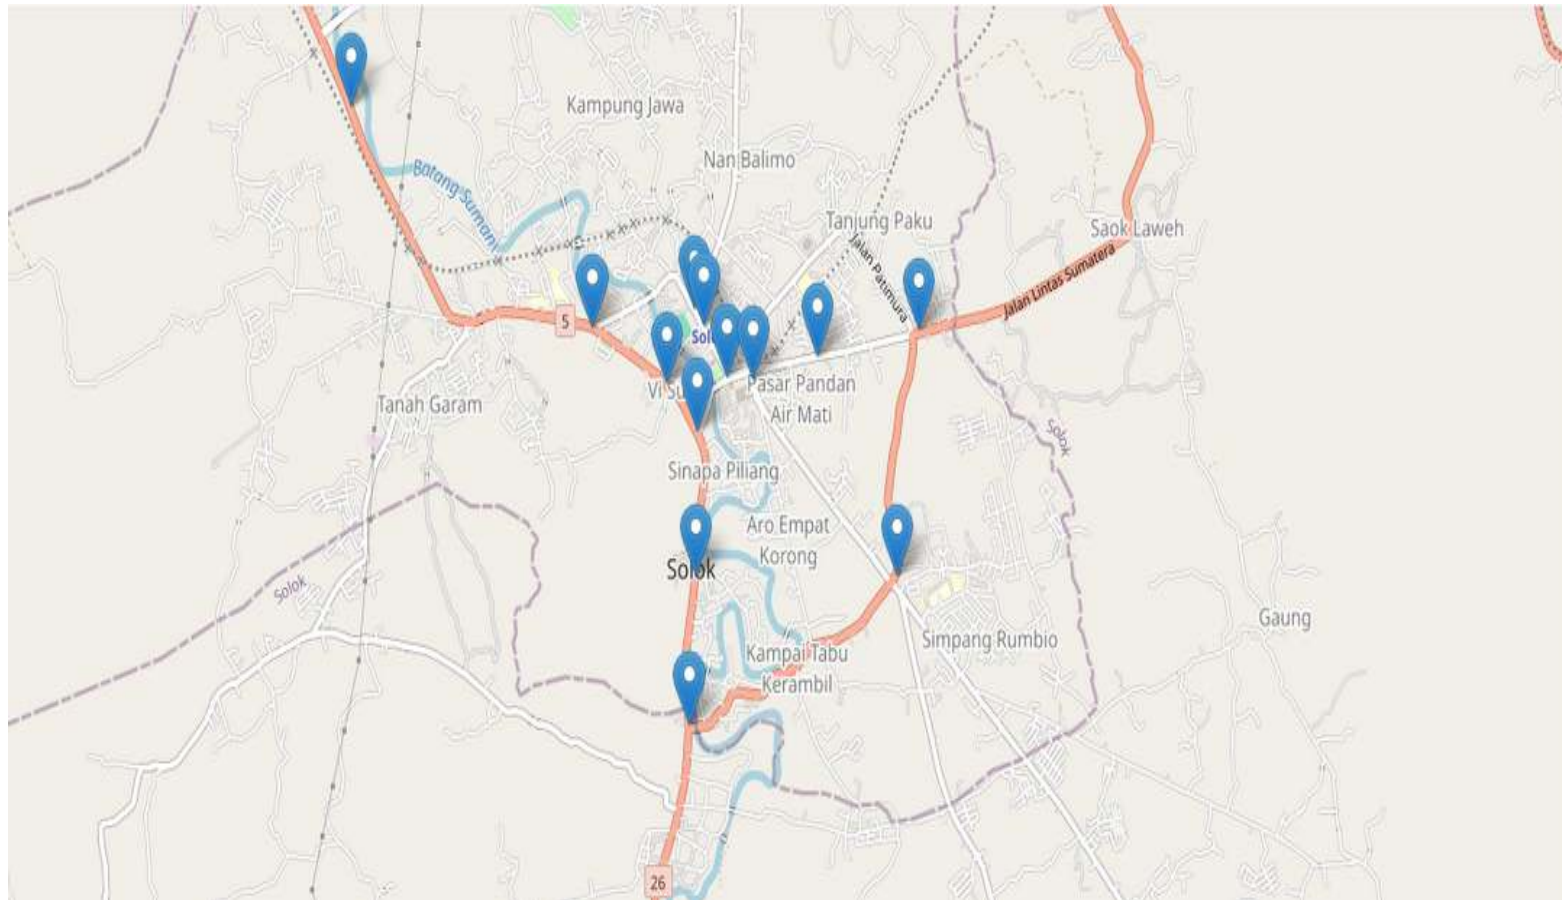 Kampung Jawa
Batang Sumani
Nan Balimo
Tanjung Paku
Saok Laweh
Jalan Patimura
Jalan Lintas Sumatera
5
Pasar Pandan
Air Mati
Tanah Garam
Solok
Sinapa Piliang
Aro Empat
Korong
Solok
Solok
Gaung
Simpang Rumbio
Kampai Tabu
Kerambil
26